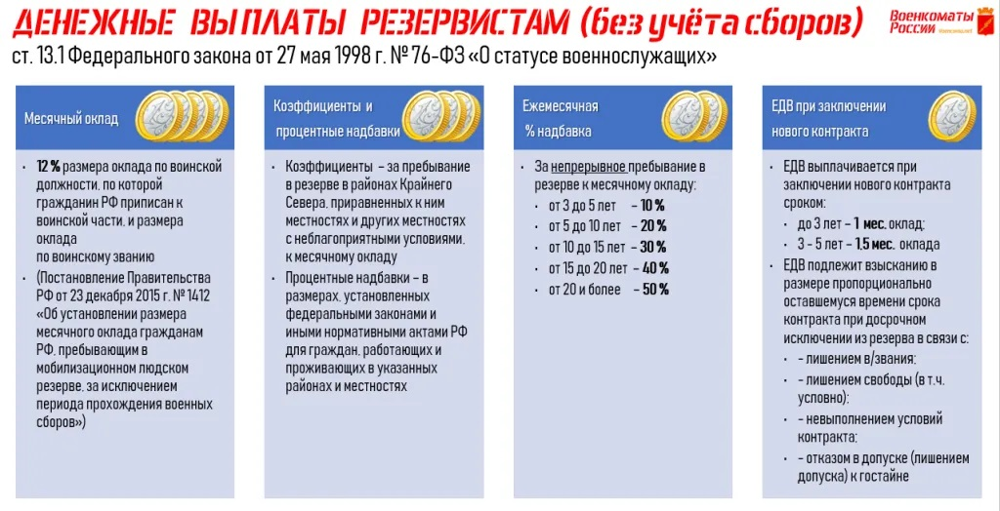 ДЕНЕЖНЫЕ ВЫПЛАТЫ РЕЗЕРВИСТАМ (без учёта сборов)
Военкоматы
России
ст. 13.1 Федерального закона от 27 мая 1998 г. № 76-ФЗ «О статусе военнослужащих»
Месячный оклад
• 12 % размера оклада по воинской
должности, по которой
гражданин РФ приписан к
воинской части, и размера
оклада
по воинскому званию
• (Постановление Правительства
РФ от 23 декабря 2015 г. № 1412
«Об установлении размера
месячного оклада гражданам
РФ, пребывающим в
мобилизационном людском
резерве, за исключением
периода прохождения военных
сборов»)
Коэффициенты и
процентные надбавки
• Коэффициенты – за пребывание
в резерве в районах Крайнего
Севера, приравненных к ним
местностях и других местностях
с неблагоприятными условиями,
к месячному окладу
• Процентные надбавки – в
размерах, установленных
федеральными законами и
иными нормативными актами РФ
для граждан, работающих и
проживающих в указанных
районах и местностях
Ежемесячная
% надбавка
• За непрерывное пребывание в
резерве к месячному окладу:
• от 3 до 5 лет – 10 %
• от 5 до 10 лет – 20 %
• от 10 до 15 лет – 30 %
• от 15 до 20 лет – 40 %
• от 20 и более – 50 %
ЕДВ при заключении
нового контракта
• ЕДВ выплачивается при
заключении нового контракта
сроком:
• до 3 лет – 1 мес. оклад;
• 3 - 5 лет – 1,5 мес. оклада
• ЕДВ подлежит взысканию в
размере пропорционально
оставшемуся времени срока
контракта при досрочном
исключении из резерва в связи с:
• - лишением в/звания;
• - лишением свободы (в т.ч.
условно);
• - невыполнением условий
контракта;
• - отказом в допуске (лишением
допуска) к гостайне